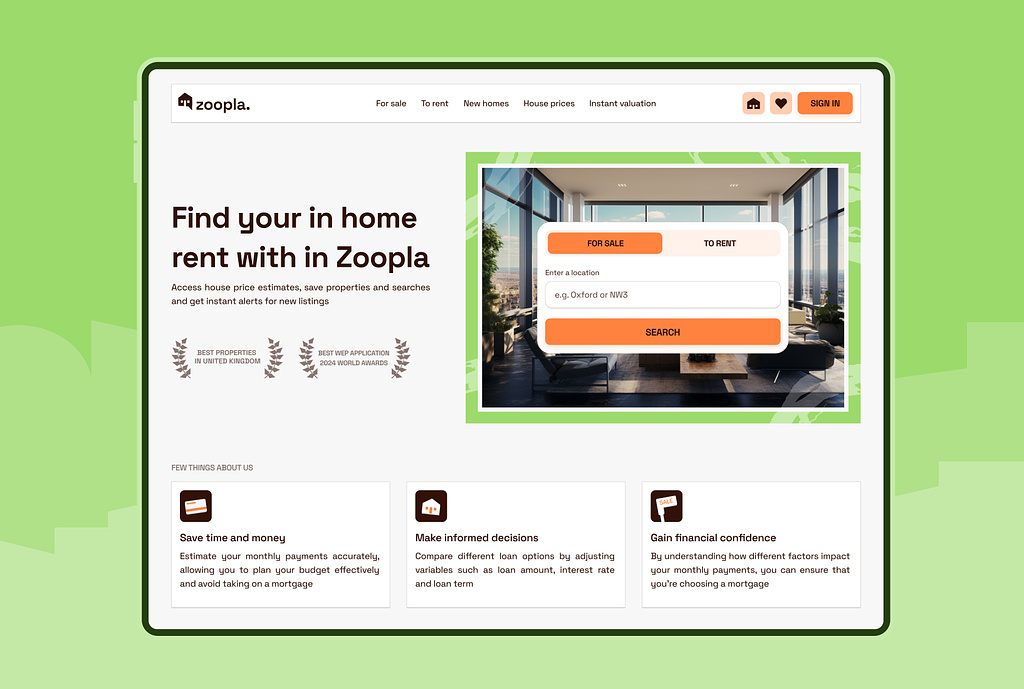 zoopla.
For sale To rent New homes House prices Instant valuation
SIGN IN
Find your in home
rent with in Zoopla
Access house price estimates, save properties and searches
and get instant alerts for new listings
BEST PROPERTIES
IN UNITED KINGDOM
BEST WEP APPLICATION
2024 WORLD AWARDS
FOR SALE
TO RENT
Enter a location
e.g. Oxford or NW3
SEARCH
FEW THINGS ABOUT US
Save time and money
Estimate your monthly payments accurately,
allowing you to plan your budget effectively
and avoid taking on a mortgage
Make informed decisions
Compare different loan options by adjusting
variables such as loan amount, interest rate
and loan term
SALE
Gain financial confidence
By understanding how different factors impact
your monthly payments, you can ensure that
you're choosing a mortgage